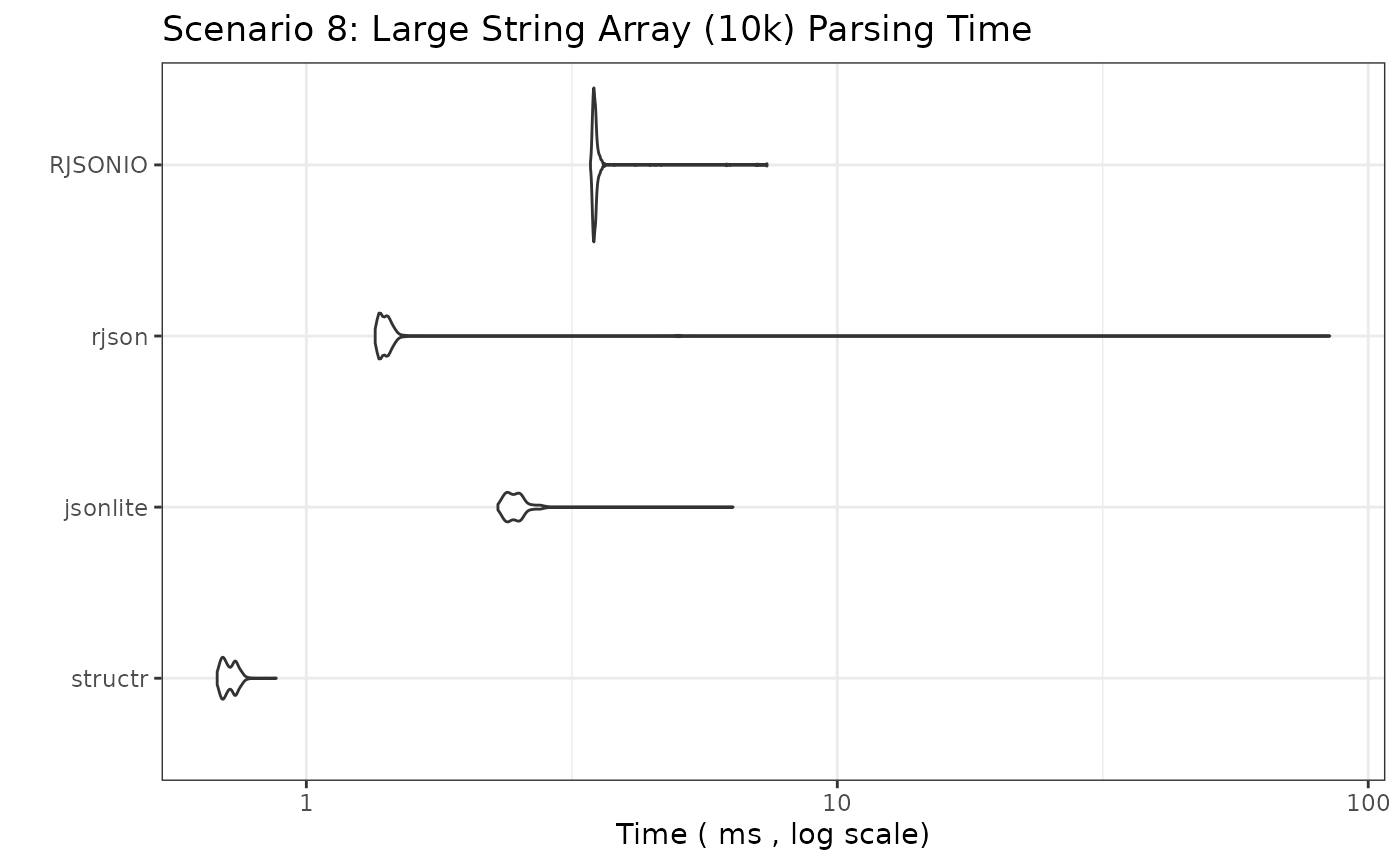 Scenario 8: Large String Array (10k) Parsing Time
RJSONIO
rjson
jsonlite
structr
1 10 100
Time ( ms , log scale)